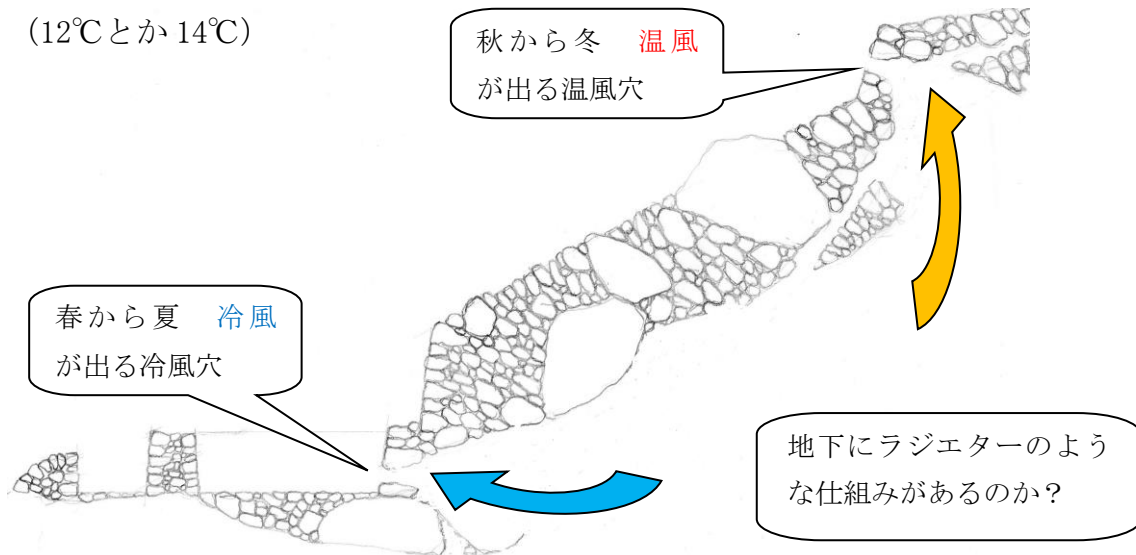 (12℃とか 14℃)
秋から冬　温風
が出る温風穴
春から夏　冷風
が出る冷風穴
地下にラジエターのよう
な仕組みがあるのか？